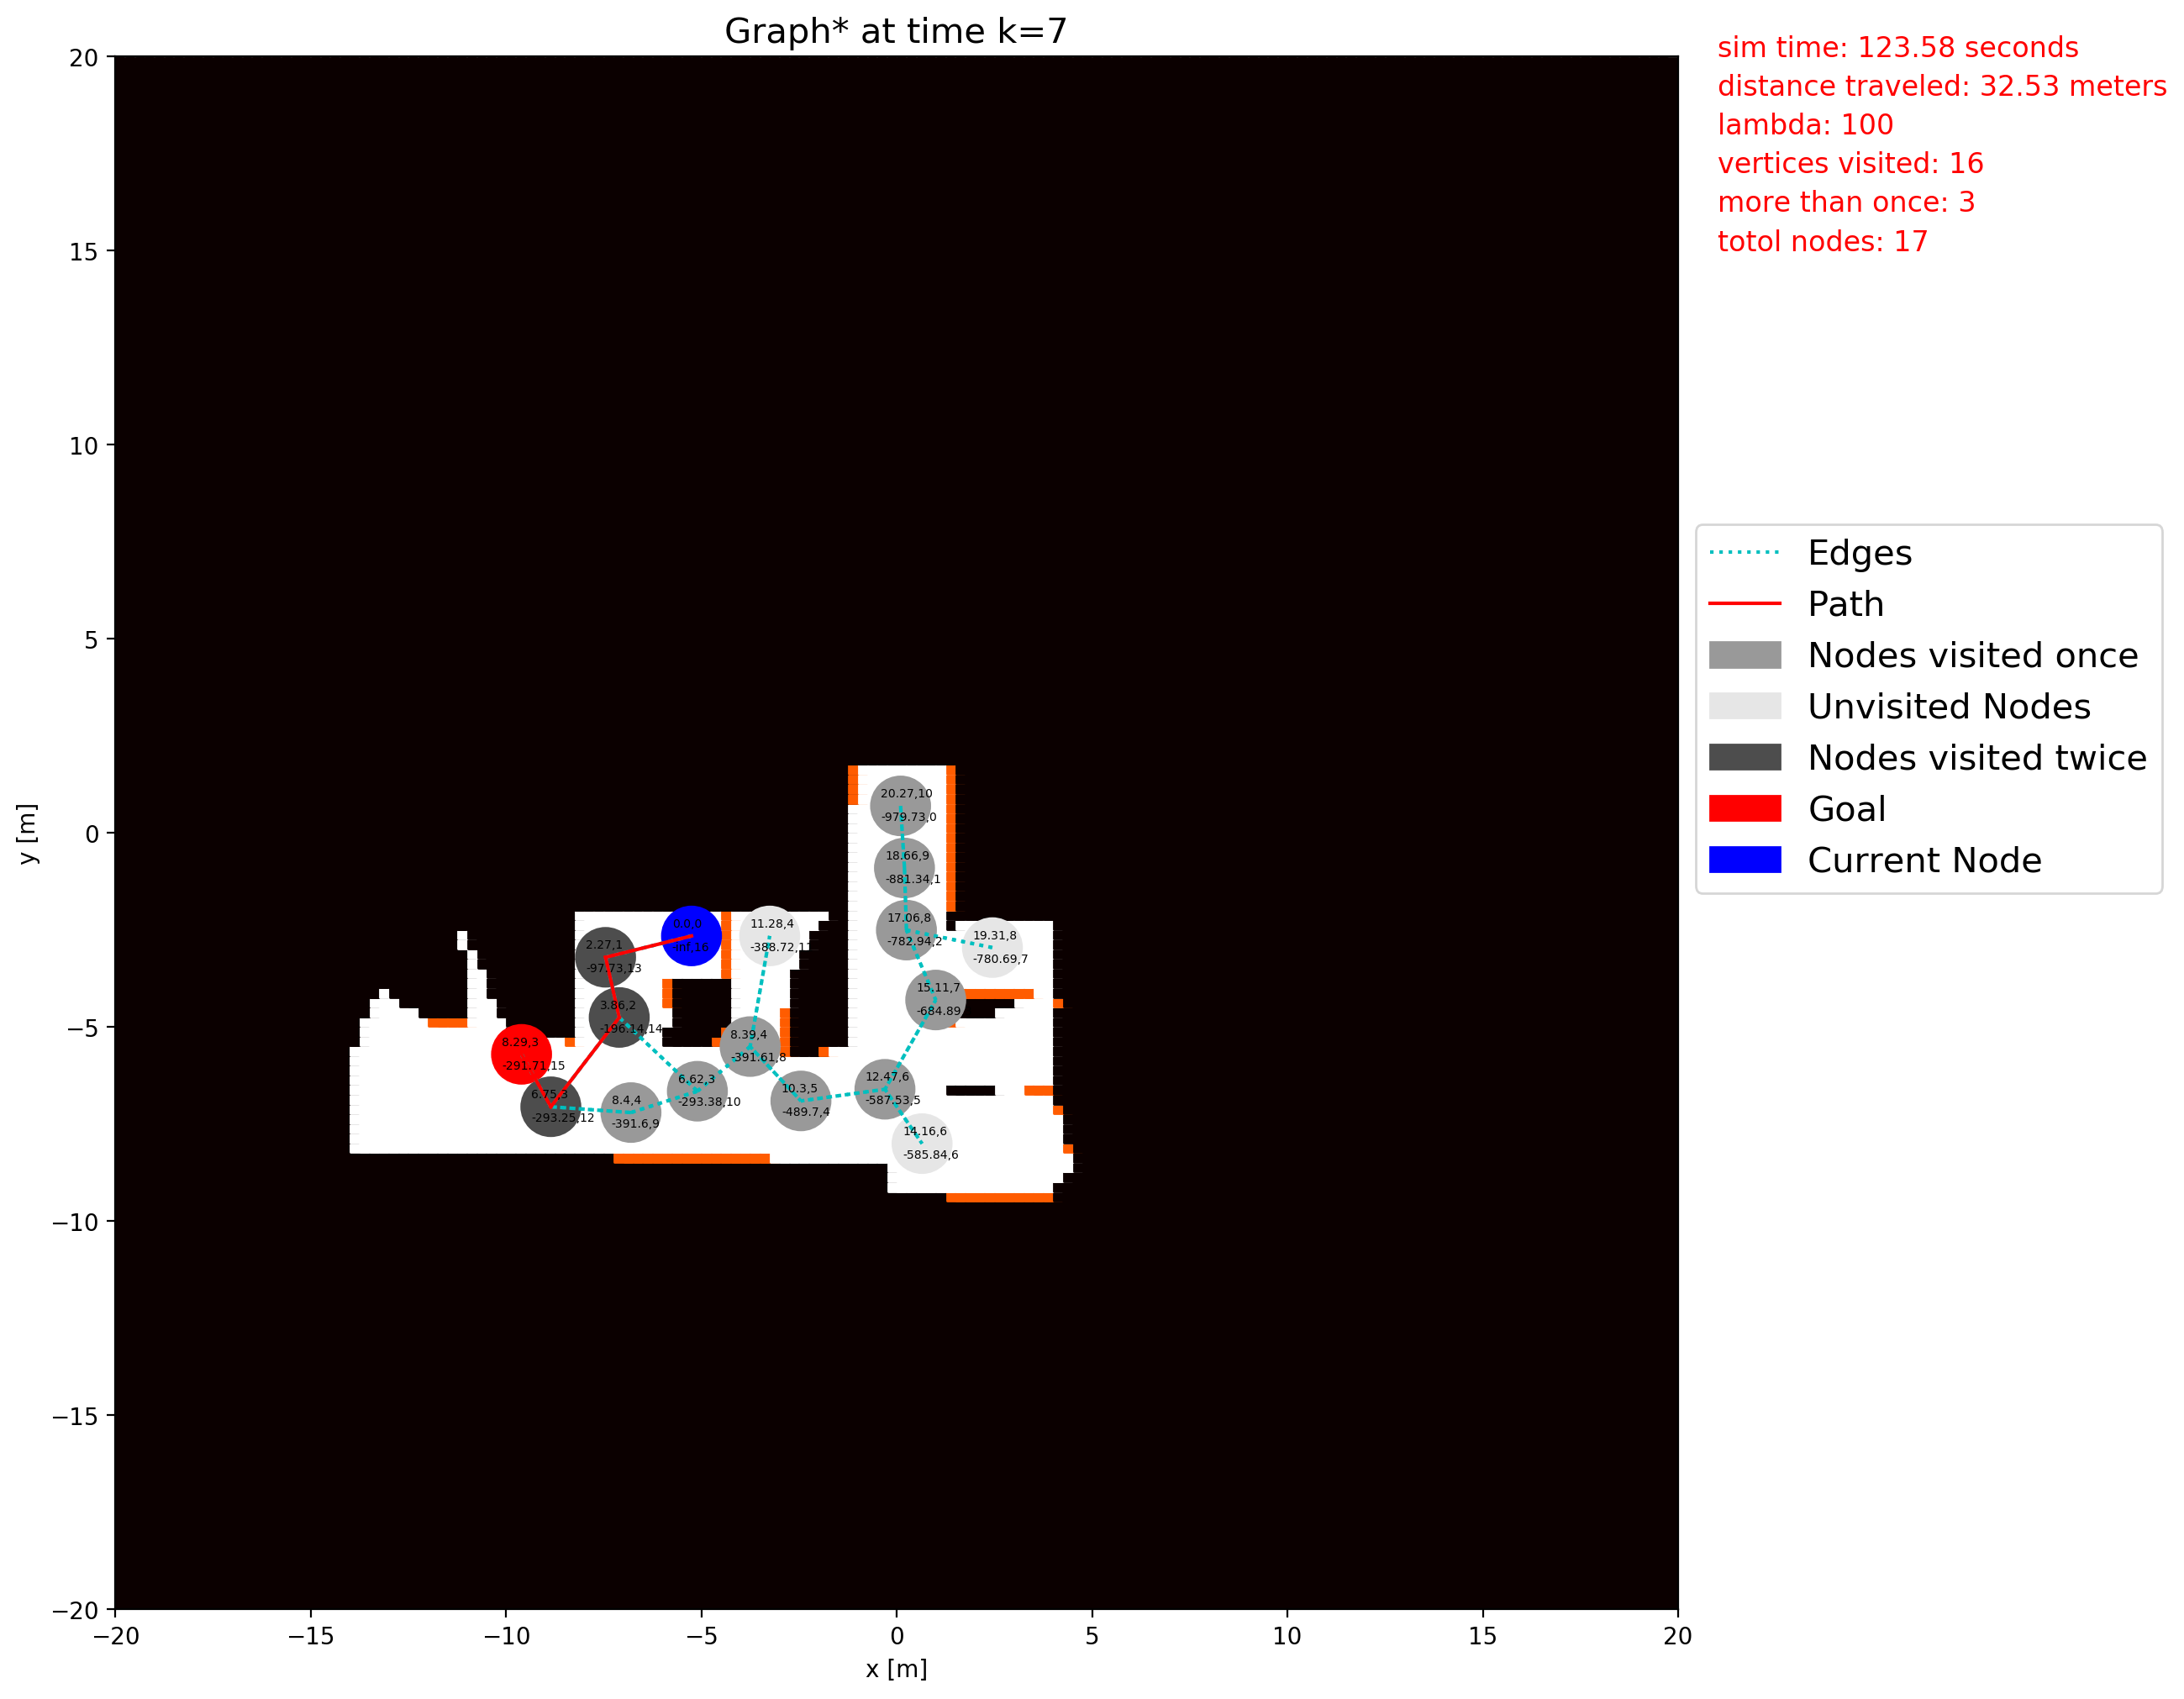 Graph* at time k=7
sim time: 123.58 seconds
distance traveled: 32.53 meters
lambda: 100
vertices visited: 16
more than once: 3
totol nodes: 17
20
15
10
5
0
−5
−10
−15
−20
y [m]
−20 −15 −10 −5 0 5 10 15 20
x [m]
20.27,10
-979.73,0
18.66,9
-881.34,1
17.06,8
-782.94,2
19.31,8
-780.69,7
15.11,7
-684.89
0.0,0
inf,16
11.28,4
-388.72,11
2.27,1
-97.73,13
3.86,2
-196.14,14
8.29,3
-291.71,15
8.39,4
-391.61,8
6.75,3
-293.25,12
8.4,4
-391.6,9
6.62,3
-293.38,10
10.3,5
-489.7,4
12.47,6
-587.53,5
14.16,6
-585.84,6
Edges
Path
Nodes visited once
Unvisited Nodes
Nodes visited twice
Goal
Current Node